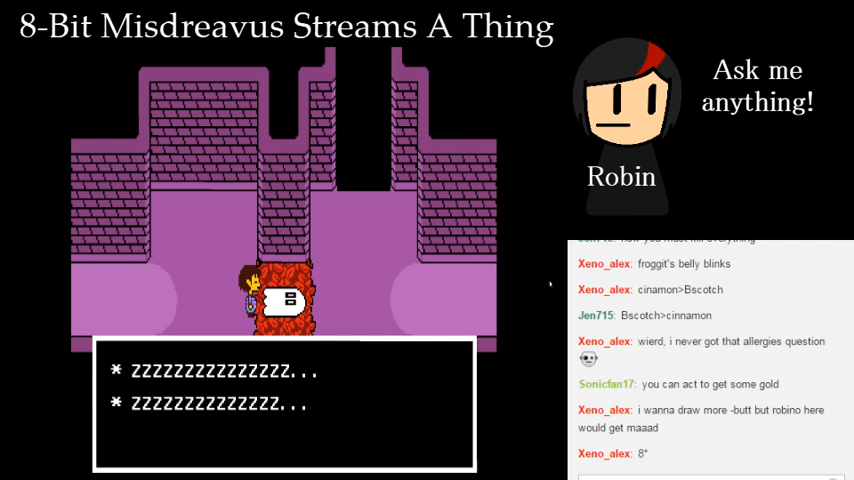 8-Bit Misdreavus Streams A Thing
Ask me
anything!
Robin
* ZZZZZZZZZZZZZZZ...
* ZZZZZZZZZZZZZZ...
Xeno_alex: froggit's belly blinks
Xeno_alex: cinamon>Bscotch
Jen715: Bscotch>cinnamon
Xeno_alex: wierd, i never got that allergies question
Sonicfan17: you can act to get some gold
Xeno_alex: i wanna draw more -butt but robino here
would get maaad
Xeno_alex: 8*